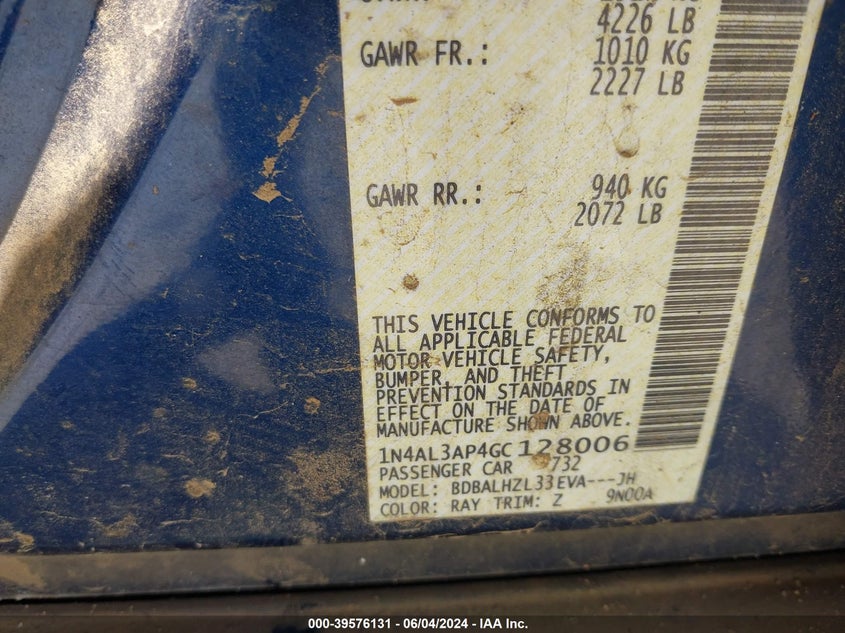 4226 LB
GAWR FR.: 1010 KG
2227 LB
GAWR RR.: 940 KG
2072 LB
THIS VEHICLE CONFORMS TO
ALL APPLICABLE FEDERAL
MOTOR VEHICLE SAFETY,
BUMPER, AND THEFT
PREVENTION STANDARDS IN
EFFECT ON THE DATE OF
MANUFACTURE SHOWN ABOVE.
1N4AL3AP4GC128006
PASSENGER CAR 732
MODEL: BDBALHZL33EVA---JH
COLOR: RAY TRIM: Z 9N00A
000-39576131 - 06/04/2024 - IAA Inc.